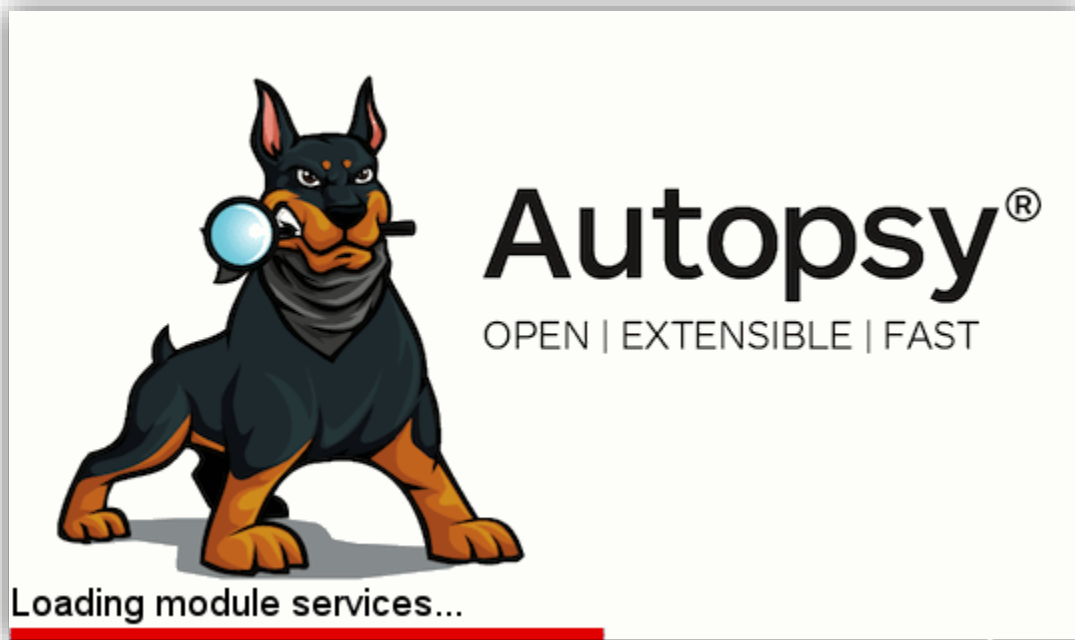 Autopsy®
OPEN | EXTENSIBLE | FAST
Loading module services...